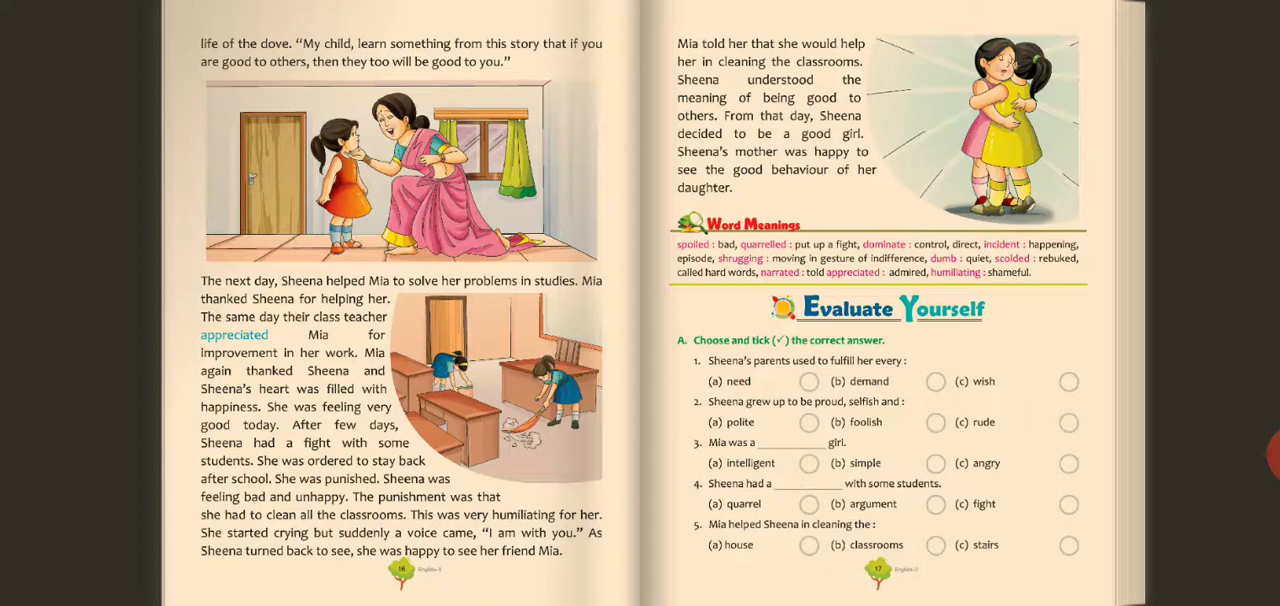 life of the dove. “My child, learn something from this story that if you
are good to others, then they too will be good to you.”
The next day, Sheena helped Mia to solve her problems in studies. Mia
thanked Sheena for helping her.
The same day their class teacher
appreciated Mia for
Improvement in her work. Mia
again thanked Sheena and
Sheena’s heart was filled with
happiness. She was feeling very
good today. After few days,
Sheena had a fight with some
students. She was ordered to stay back
after school. She was punished. Sheena was
feeling bad and unhappy. The punishment was that
she had to clean all the classrooms. This was very humiliating for her.
She started crying but suddenly a voice came, “I am with you.” As
Sheena turned back to see, she was happy to see her friend Mia.
16 English-3
Mia told her that she would help
her in cleaning the classrooms.
Sheena understood the
meaning of being good to
others. From that day, Sheena
decided to be a good girl.
Sheena’s mother was happy to
see the good behaviour of her
daughter.
Word Meanings
spoiled : bad, quarrelled : put up a fight, dominate : control, direct, incident : happening,
episode, shrugging : moving in gesture of indifference, dumb : quiet, scolded : rebuked,
called hard words, narrated : told appreciated : admired, humiliating : shameful.
Evaluate Yourself
A. Choose and tick (✓) the correct answer.
1. Sheena’s parents used to fulfill her every :
(a) need (b) demand (c) wish
2. Sheena grew up to be proud, selfish and :
(a) polite (b) foolish (c) rude
3. Mia was a ____________ girl.
(a) intelligent (b) simple (c) angry
4. Sheena had a ____________ with some students.
(a) quarrel (b) argument (c) fight
5. Mia helped Sheena in cleaning the :
(a) house (b) classrooms (c) stairs
17 English-3